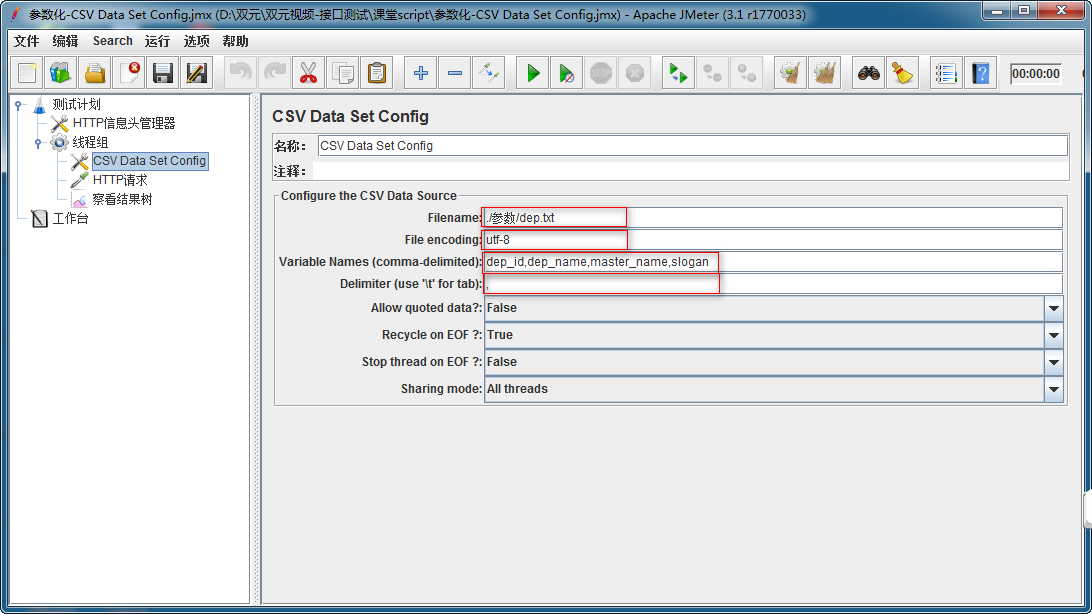 参数化-CSV Data Set Config.jmx (D:\双元\双元视频-接口测试\课堂script\参数化-CSV Data Set Config.jmx) - Apache JMeter (3.1 r1770033)
文件 编辑 Search 运行 选项 帮助
STOP
00:00:00
测试计划
HTTP信息头管理器
线程组
CSV Data Set Config
HTTP请求
察看结果树
工作台
CSV Data Set Config
名称： CSV Data Set Config
注释：
Configure the CSV Data Source
Filename: ./参数/dep.txt
File encoding: utf-8
Variable Names (comma-delimited): dep_id,dep_name,master_name,slogan
Delimiter (use '\t' for tab): ,
Allow quoted data?: False
Recycle on EOF ?: True
Stop thread on EOF ?: False
Sharing mode: All threads